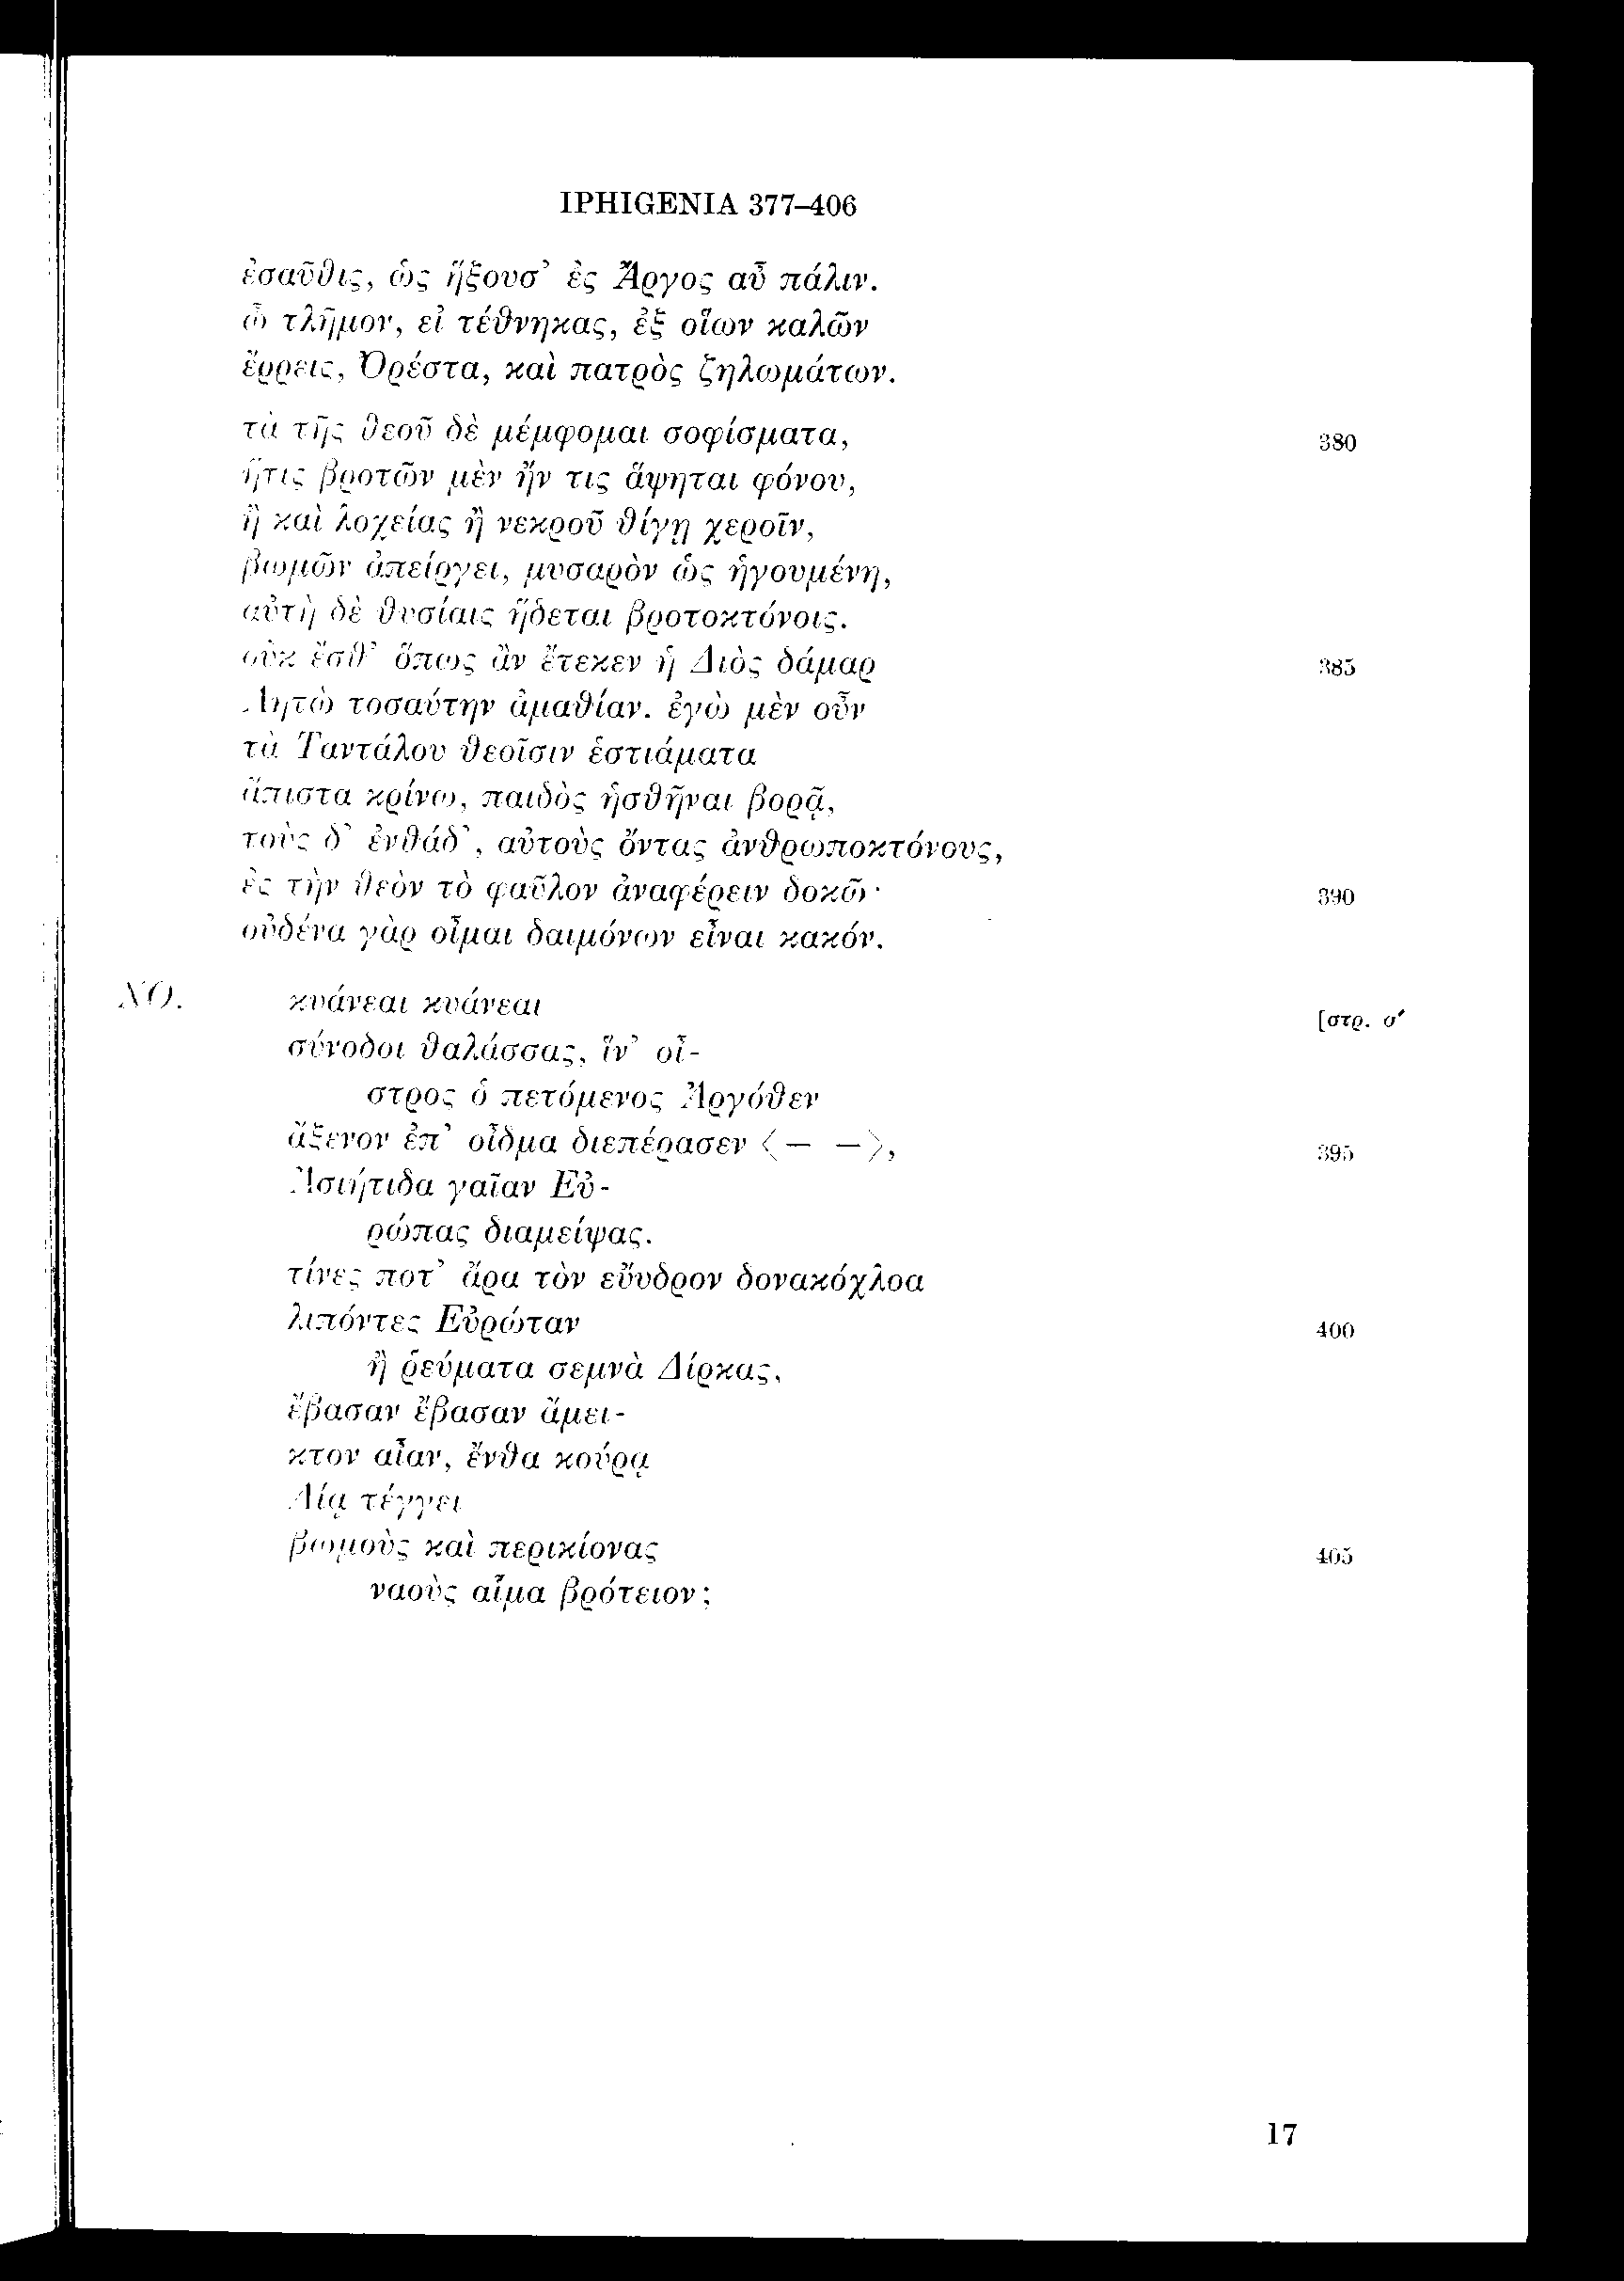 IPHIGENIA 377–406
ἐσαῦθις, ὡς ἥξουσ’ ἐς Ἄργος αὖ πάλιν.
ὦ τλῆμον, εἰ τέθνηκας, ἐξ οἵων καλῶν
ἔρρεις, Ὀρέστα, καὶ πατρὸς ζηλωμάτων.
τὰ τῆς θεοῦ δὲ μέμφομαι σοφίσματα, 380
ἥτις βροτῶν μὲν ἤν τις ἅψηται φόνου,
ἢ καὶ λοχείας ἢ νεκροῦ θίγῃ χεροῖν,
βωμῶν ἀπείργει, μυσαρὸν ὡς ἡγουμένη,
αὐτὴ δὲ θυσίαις ἥδεται βροτοκτόνοις.
οὐκ ἔσθ’ ὅπως ἂν ἔτεκεν ἡ Διὸς δάμαρ 385
Λητὼ τοσαύτην ἀμαθίαν. ἐγὼ μὲν οὖν
τὰ Ταντάλου θεοῖσιν ἑστιάματα
ἄπιστα κρίνω, παιδὸς ἡσθῆναι βορᾷ,
τοὺς δ’ ἐνθάδ’, αὐτοὺς ὄντας ἀνθρωποκτόνους,
ἐς τὴν θεὸν τὸ φαῦλον ἀναφέρειν δοκῶ· 390
οὐδένα γὰρ οἶμαι δαιμόνων εἶναι κακόν.
ΧΟ. κυάνεαι κυάνεαι [στρ. α′
σύνοδοι θαλάσσας, ἵν’ οἶ-
στρος ὁ πετόμενος Ἀργόθεν
ἄξενον ἐπ’ οἶδμα διεπέρασεν ⟨– –⟩, 395
Ἀσιήτιδα γαῖαν Εὐ-
ρώπας διαμείψας.
τίνες ποτ’ ἄρα τὸν εὔυδρον δονακόχλοα
λιπόντες Εὐρώταν 400
ἢ ῥεύματα σεμνὰ Δίρκας,
ἔβασαν ἔβασαν ἄμει-
κτον αἶαν, ἔνθα κούρᾳ
Δίᾳ τέγγει
βωμοὺς καὶ περικίονας 405
ναοὺς αἷμα βρότειον;
17